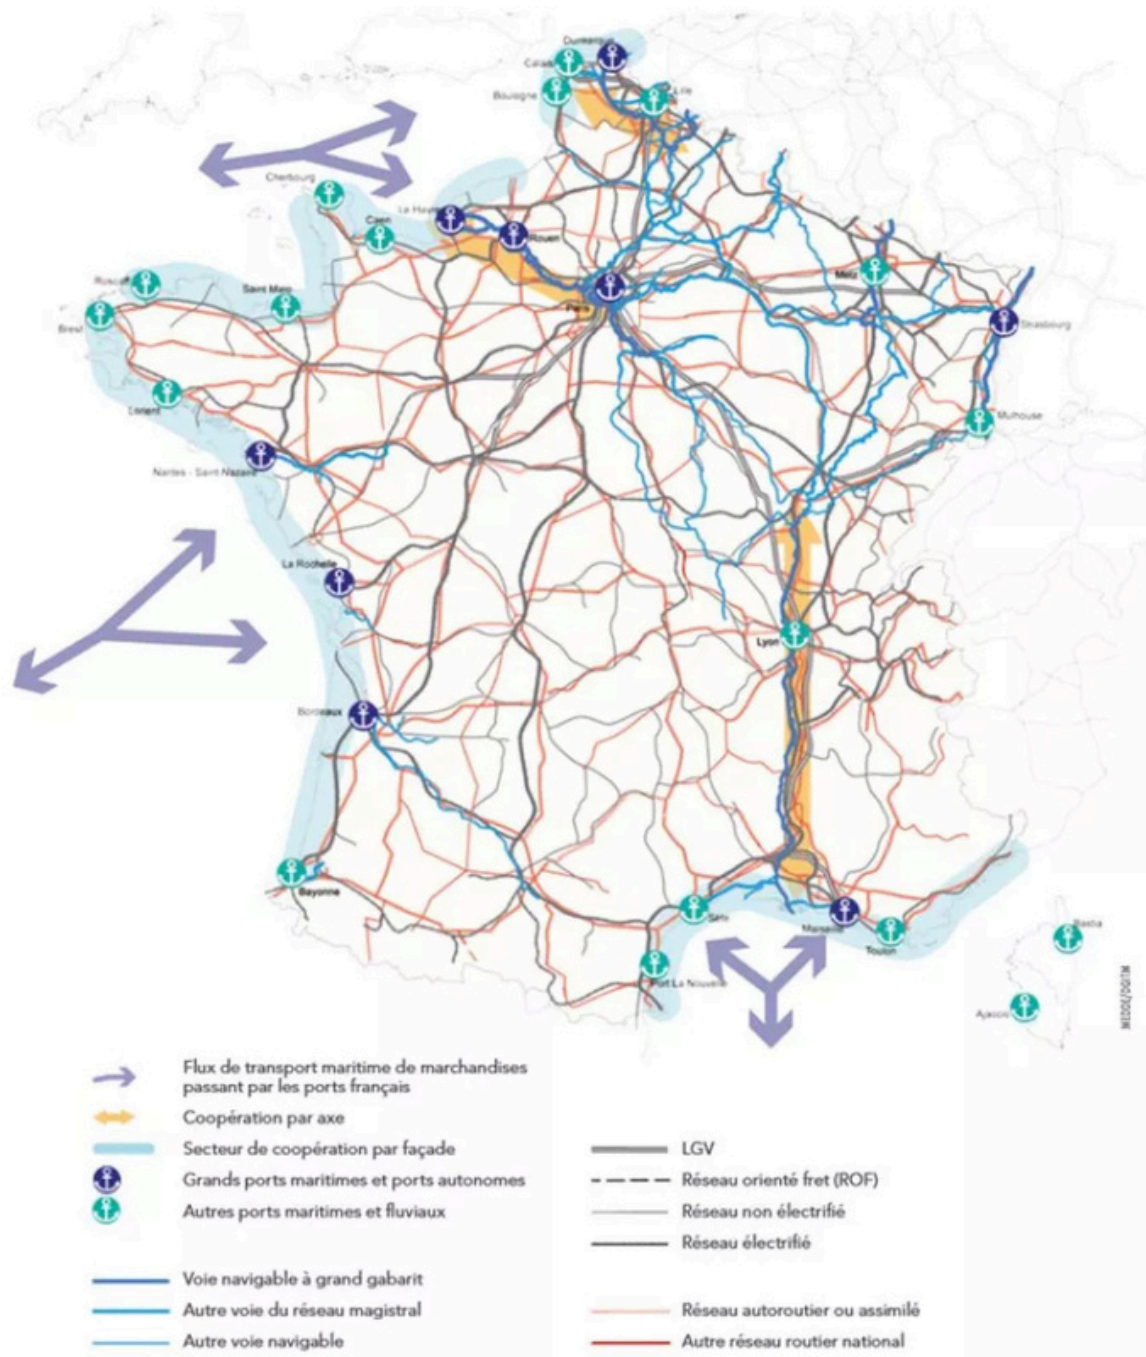 Dunkerque
Calais
Boulogne
Lille
Cherbourg
Le Havre
Caen
Rouen
Metz
Roscoff
Saint Malo
Paris
Brest
Strasbourg
Lorient
Mulhouse
Nantes - Saint Nazaire
La Rochelle
Lyon
Bordeaux
Bayonne
Sète
Marseille
Toulon
Bastia
Port La Nouvelle
Ajaccio
Flux de transport maritime de marchandises
passant par les ports français
Coopération par axe
Secteur de coopération par façade
Grands ports maritimes et ports autonomes
Autres ports maritimes et fluviaux
Voie navigable à grand gabarit
Autre voie du réseau magistral
Autre voie navigable
LGV
Réseau orienté fret (ROF)
Réseau non électrifié
Réseau électrifié
Réseau autoroutier ou assimilé
Autre réseau routier national